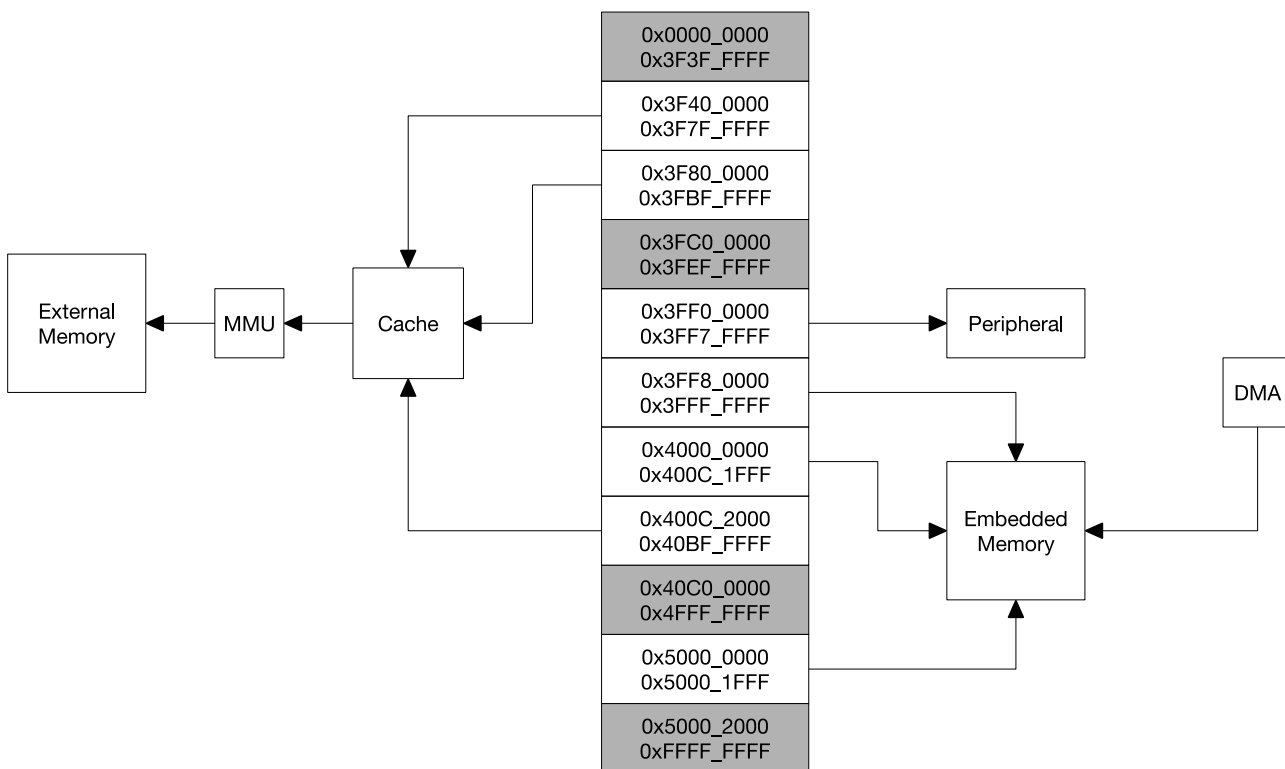 0x0000_0000
0x3F3F_FFFF
0x3F40_0000
0x3F7F_FFFF
0x3F80_0000
0x3FBF_FFFF
0x3FC0_0000
0x3FEF_FFFF
0x3FF0_0000
0x3FF7_FFFF
0x3FF8_0000
0x3FFF_FFFF
0x4000_0000
0x400C_1FFF
0x400C_2000
0x40BF_FFFF
0x40C0_0000
0x4FFF_FFFF
0x5000_0000
0x5000_1FFF
0x5000_2000
0xFFFF_FFFF
External
Memory
MMU
Cache
Peripheral
DMA
Embedded
Memory